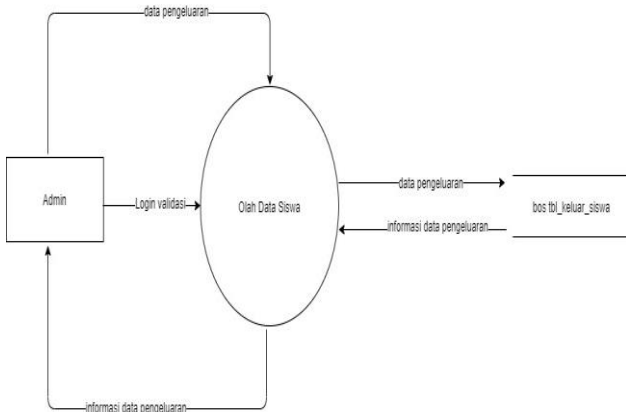 data pengeluaran
Admin
Login validasi
Olah Data Siswa
data pengeluaran
informasi data pengeluaran
bos tbl_keluar_siswa
informasi data pengeluaran